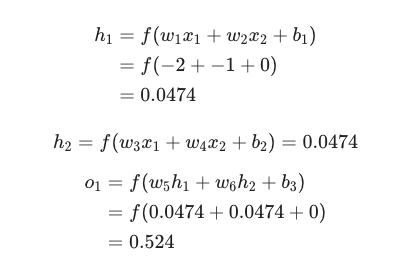 h₁ = f(w₁x₁ + w₂x₂ + b₁)
= f(−2 + −1 + 0)
= 0.0474
h₂ = f(w₃x₁ + w₄x₂ + b₂) = 0.0474
o₁ = f(w₅h₁ + w₆h₂ + b₃)
= f(0.0474 + 0.0474 + 0)
= 0.524